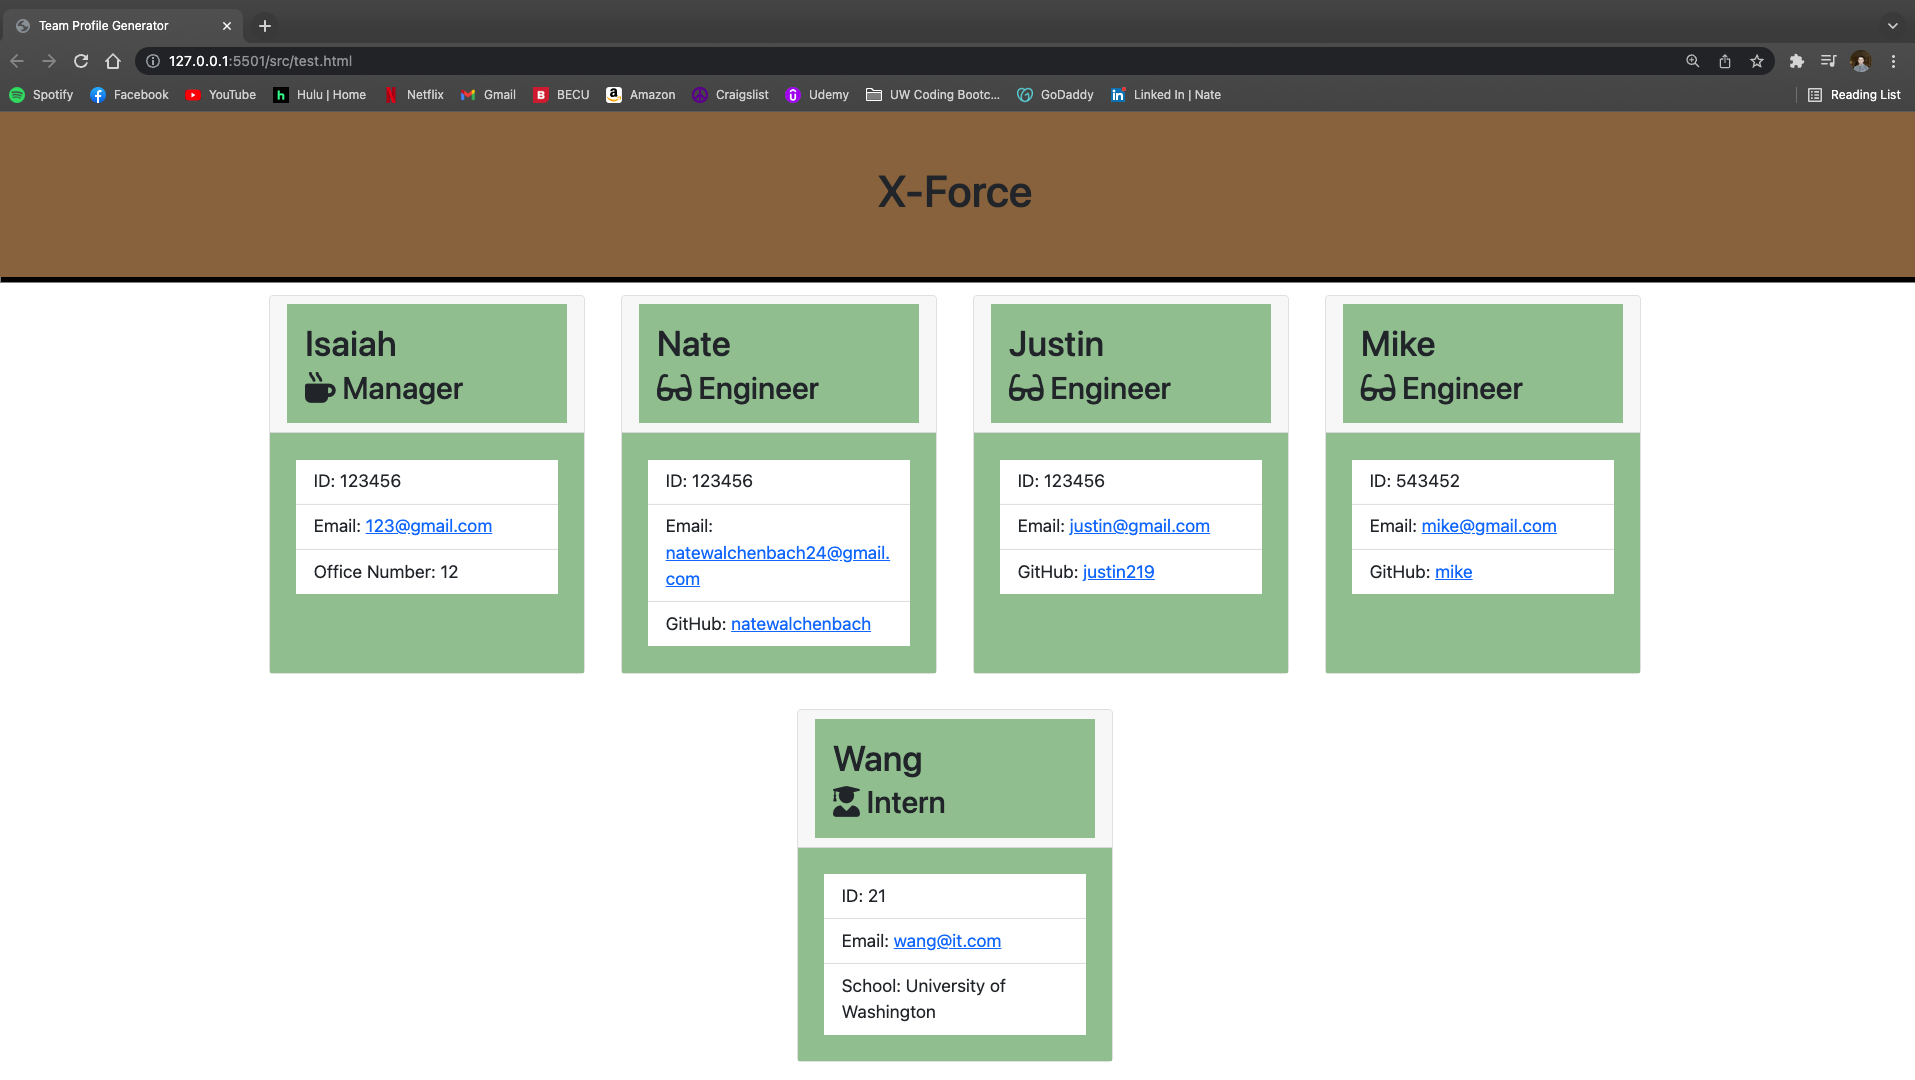 Team Profile Generator
127.0.0.1:5501/src/test.html
Spotify Facebook YouTube Hulu | Home Netflix Gmail BECU Amazon Craigslist Udemy UW Coding Bootc... GoDaddy Linked In | Nate Reading List
X-Force
Isaiah
Manager
ID: 123456
Email: 123@gmail.com
Office Number: 12
Nate
Engineer
ID: 123456
Email:
natewalchenbach24@gmail.
com
GitHub: natewalchenbach
Justin
Engineer
ID: 123456
Email: justin@gmail.com
GitHub: justin219
Mike
Engineer
ID: 543452
Email: mike@gmail.com
GitHub: mike
Wang
Intern
ID: 21
Email: wang@it.com
School: University of
Washington